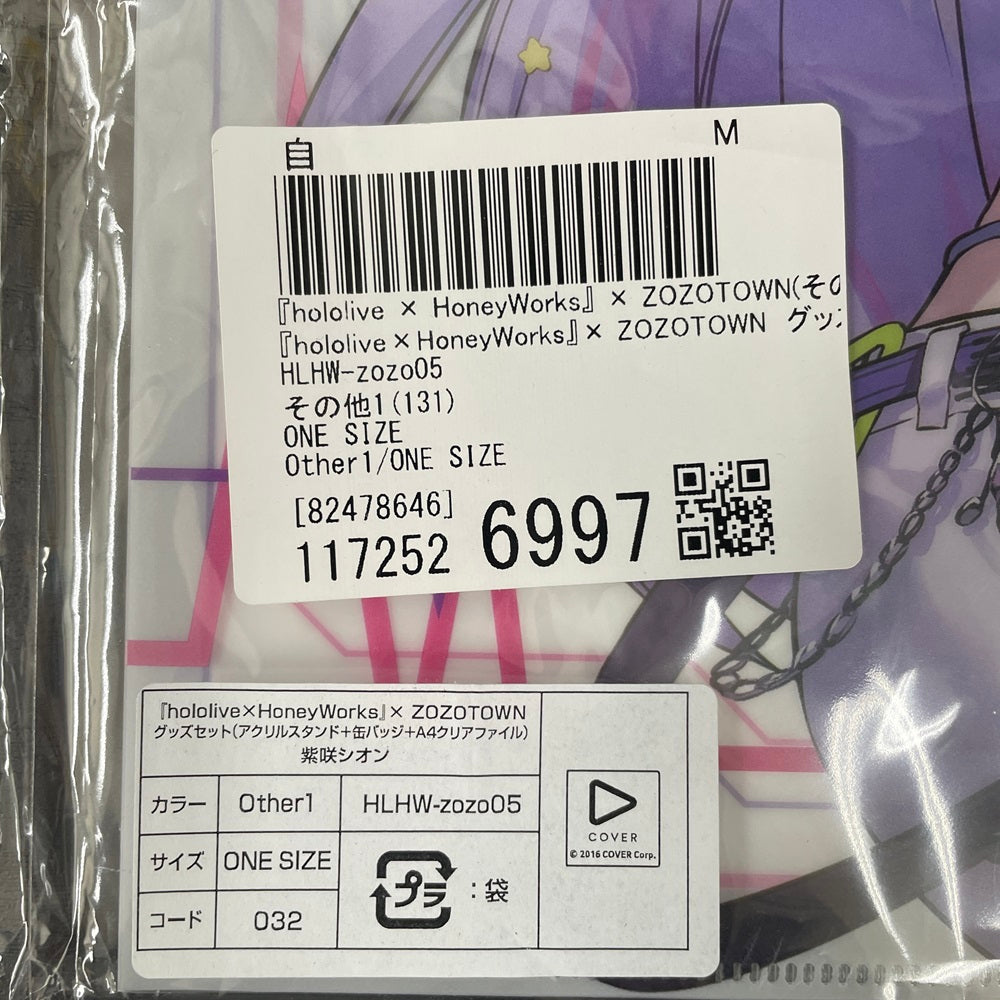 自
M
『hololive × HoneyWorks』 × ZOZOTOWN(その
『hololive×HoneyWorks』× ZOZOTOWN グッ
HLHW-zozo05
その他1(131)
ONE SIZE
Other1/ONE SIZE
[82478646]
117252 6997
『hololive×HoneyWorks』× ZOZOTOWN
グッズセット(アクリルスタンド+缶バッジ+A4クリアファイル)
紫咲シオン
カラー Other1 HLHW-zozo05
サイズ ONE SIZE
プラ :袋
コード 032
COVER
© 2016 COVER Corp.